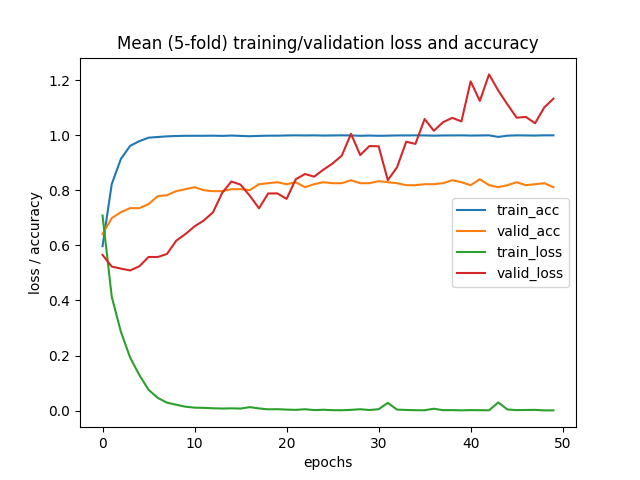 Mean (5-fold) training/validation loss and accuracy
loss / accuracy
1.2
1.0
0.8
0.6
0.4
0.2
0.0
train_acc
valid_acc
train_loss
valid_loss
0 10 20 30 40 50
epochs